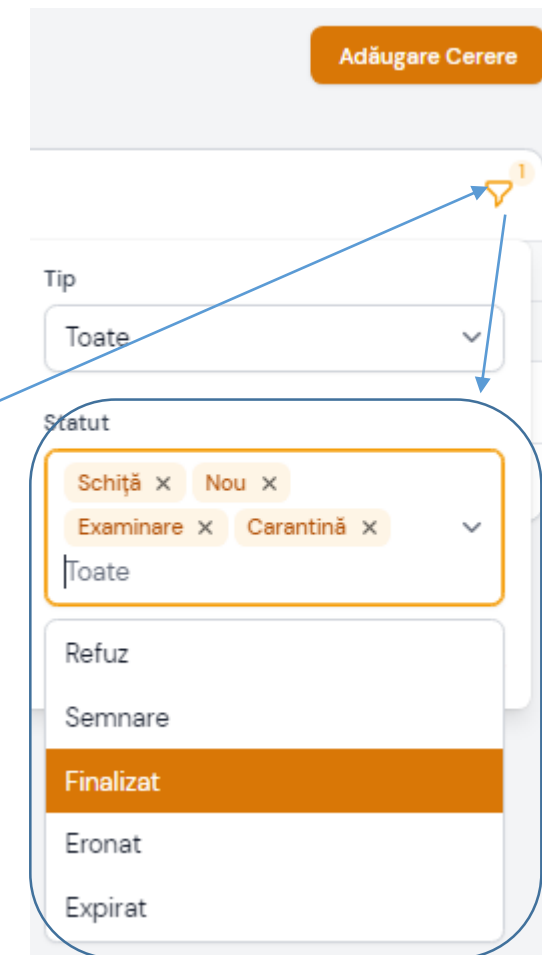 Adăugare Cerere
1
Tip
Toate
Statut
Schiță × Nou ×
Examinare × Carantină ×
Toate
Refuz
Semnare
Finalizat
Eronat
Expirat